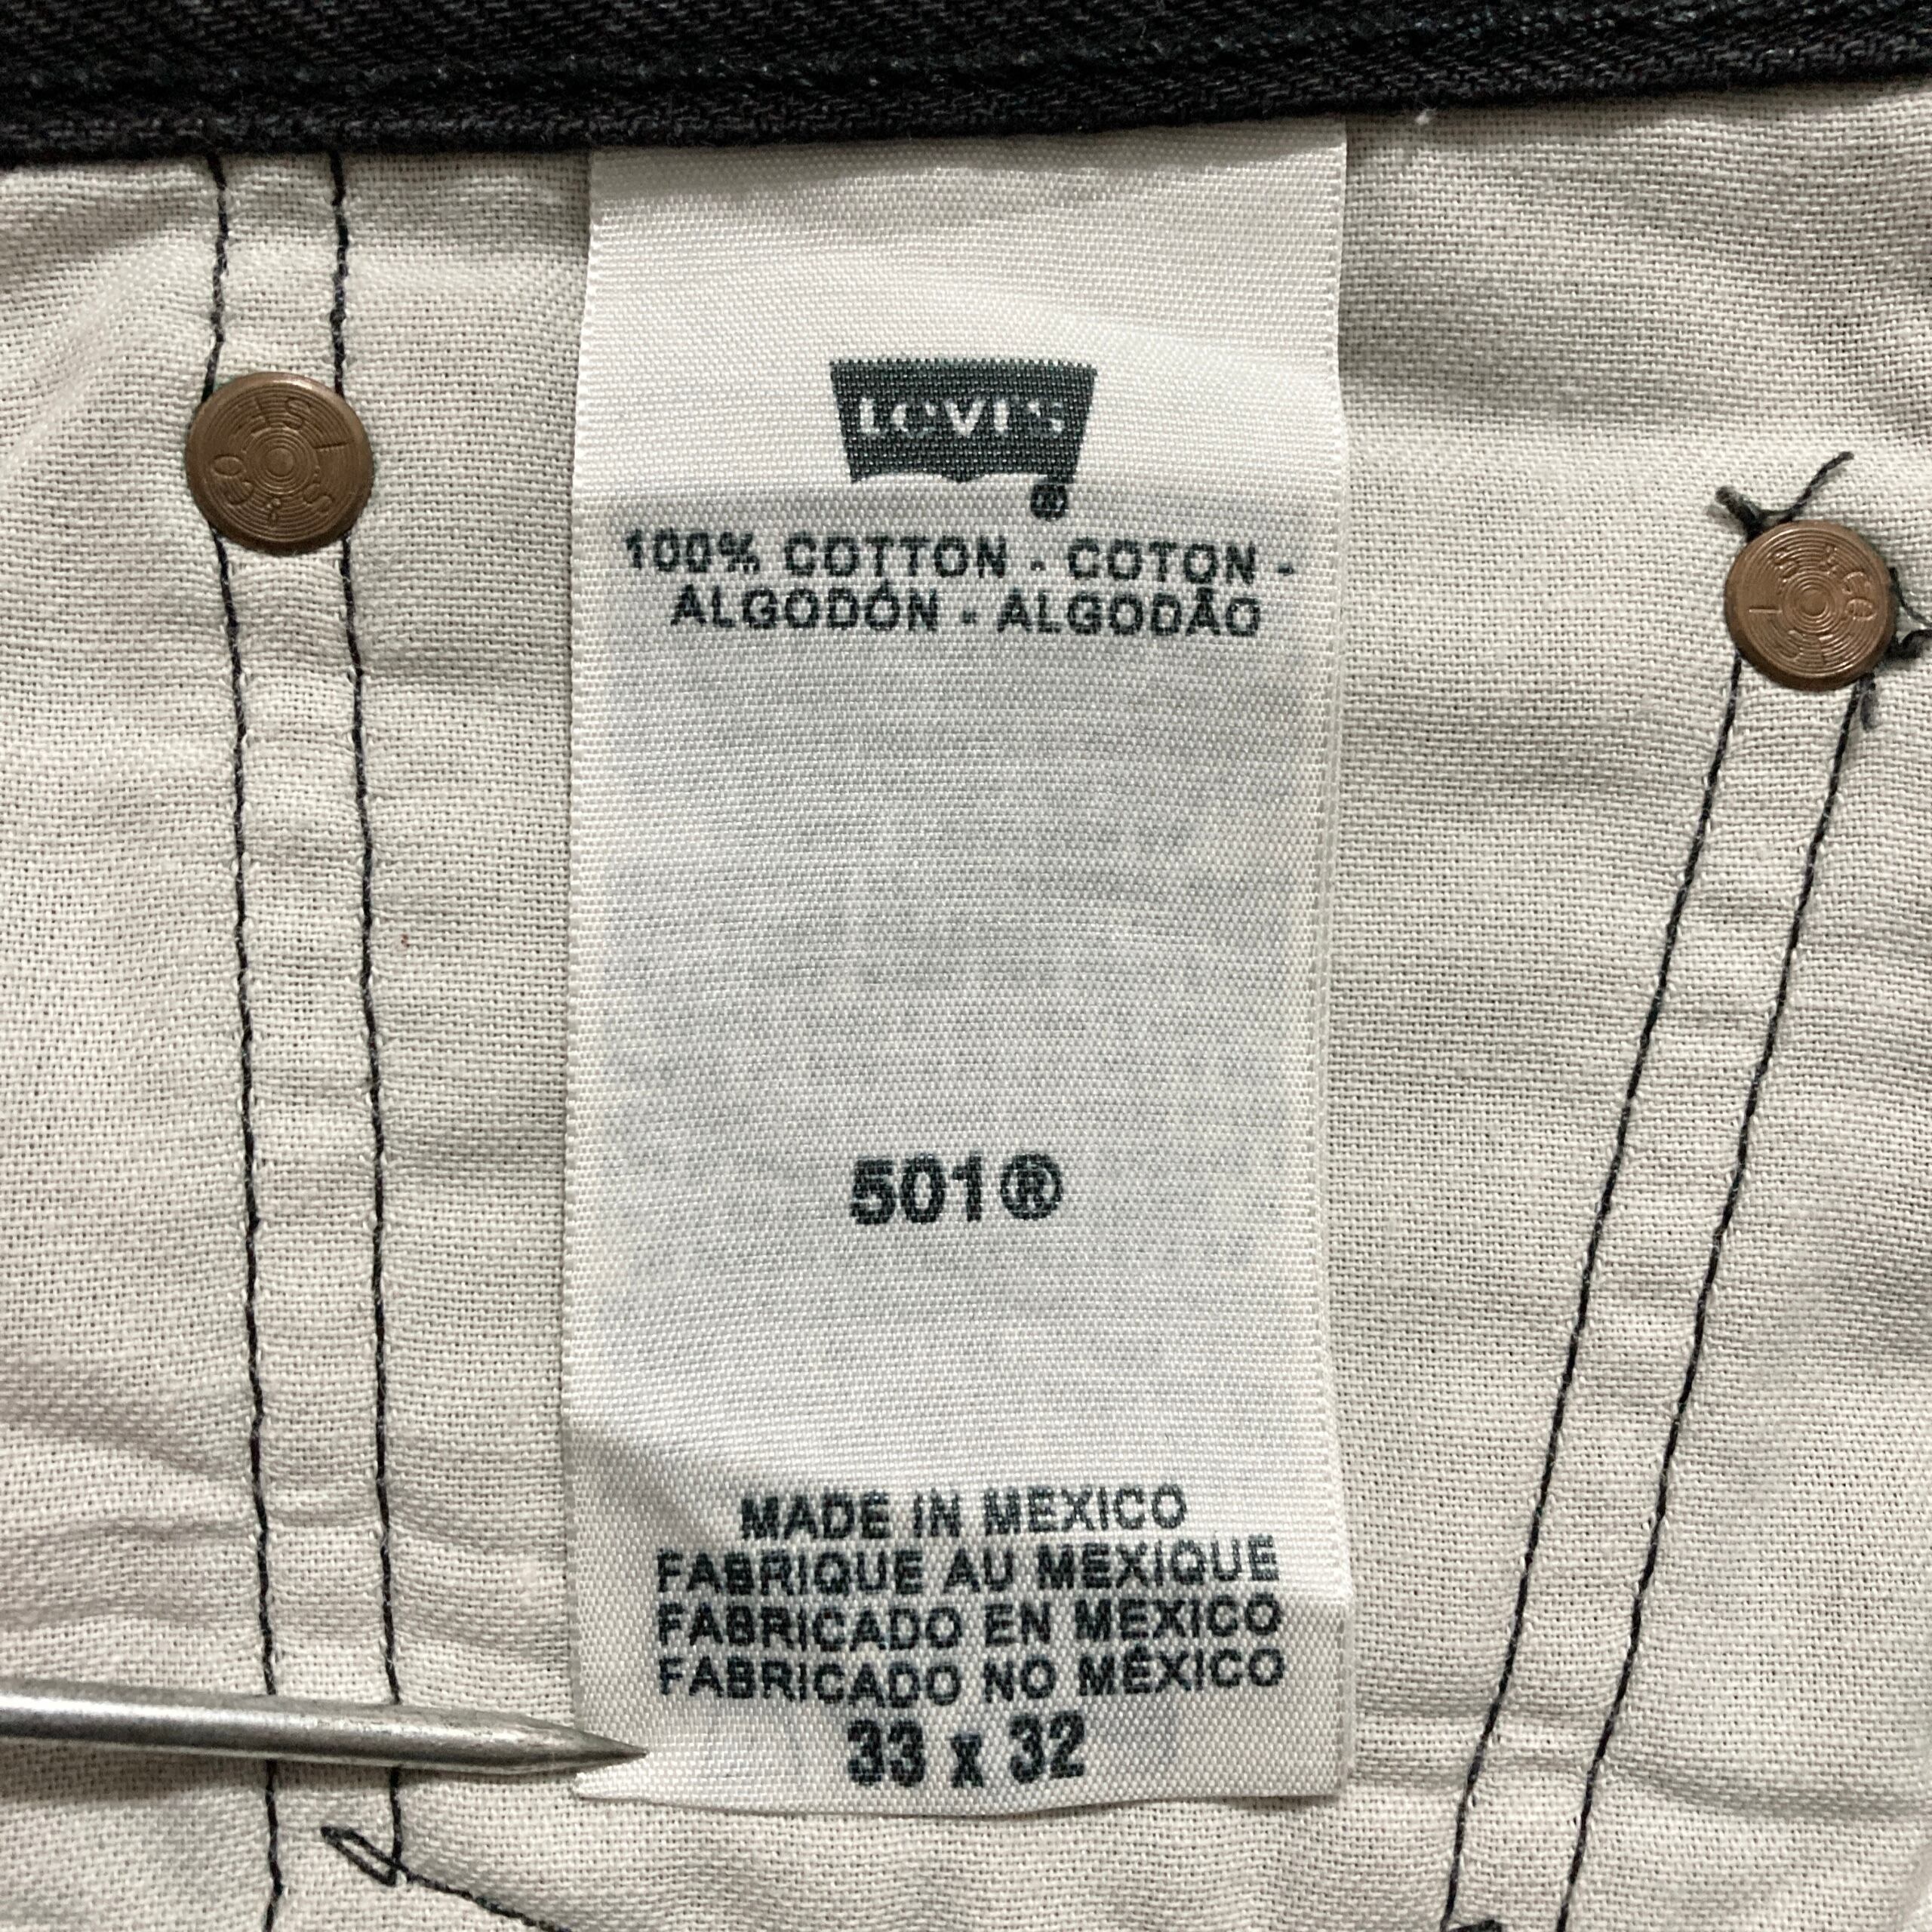 LEVI'S
®
100% COTTON - COTON -
ALGODÓN - ALGODÃO
501®
MADE IN MEXICO
FABRIQUE AU MEXIQUE
FABRICADO EN MEXICO
FABRICADO NO MÉXICO
33 x 32